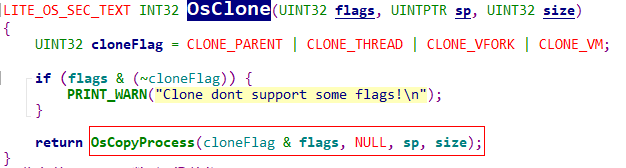 LITE_OS_SEC_TEXT INT32 OsClone(UINT32 flags, UINTPTR sp, UINT32 size)
{
    UINT32 cloneFlag = CLONE_PARENT | CLONE_THREAD | CLONE_VFORK | CLONE_VM;
    if (flags & (~cloneFlag)) {
        PRINT_WARN("Clone dont support some flags!\n");
    }
    return OsCopyProcess(cloneFlag & flags, NULL, sp, size);
}